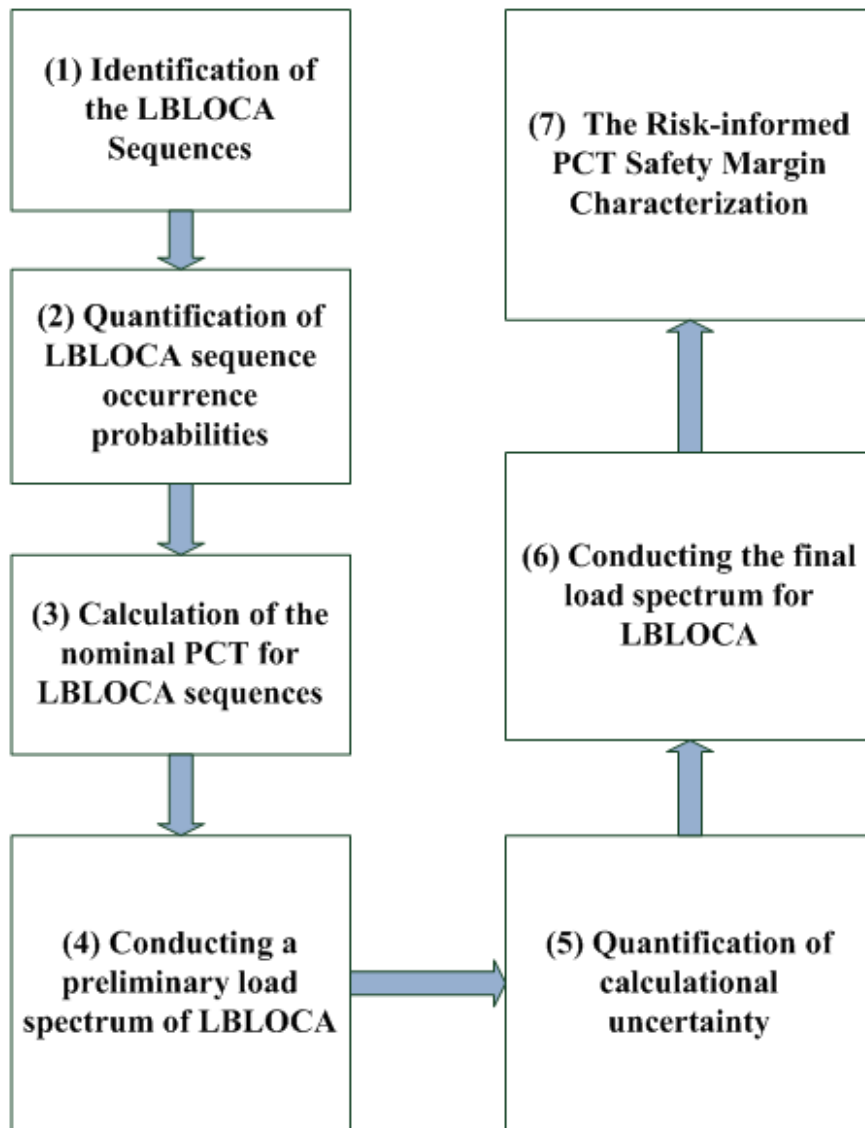 (1) Identification of
the LBLOCA
Sequences
(2) Quantification of
LBLOCA sequence
occurrence
probabilities
(3) Calculation of the
nominal PCT for
LBLOCA sequences
(4) Conducting a
preliminary load
spectrum of LBLOCA
(5) Quantification of
calculational
uncertainty
(6) Conducting the final
load spectrum for
LBLOCA
(7) The Risk-informed
PCT Safety Margin
Characterization